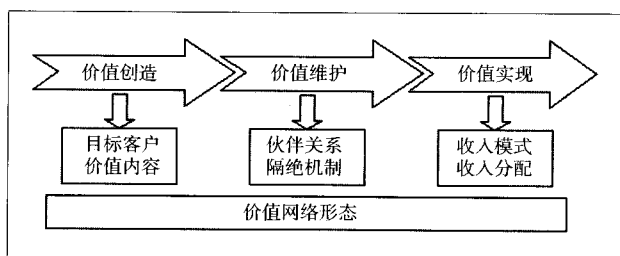 价值创造
价值维护
价值实现
目标客户
价值内容
伙伴关系
隔绝机制
收入模式
收入分配
价值网络形态